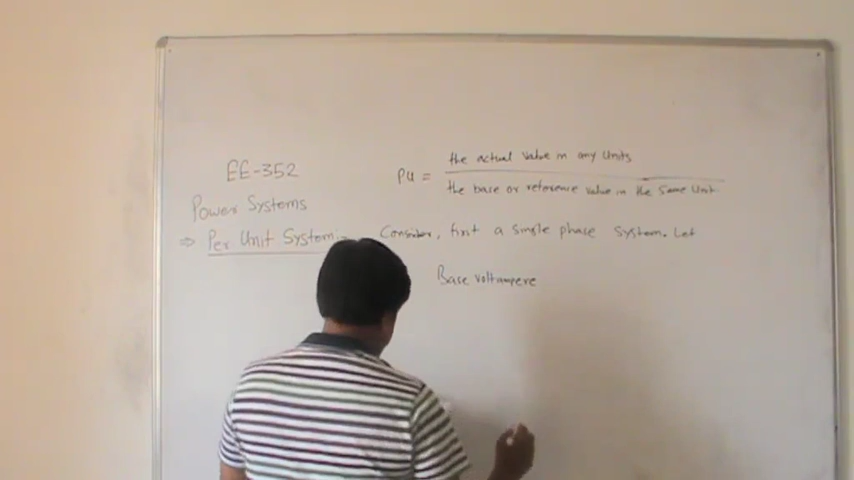 EE-352
Power Systems
⇒ Per Unit System:-
PU = the actual value in any Units
the base or reference value in the same Unit.
Consider, first a single phase system. Let
Base voltampere